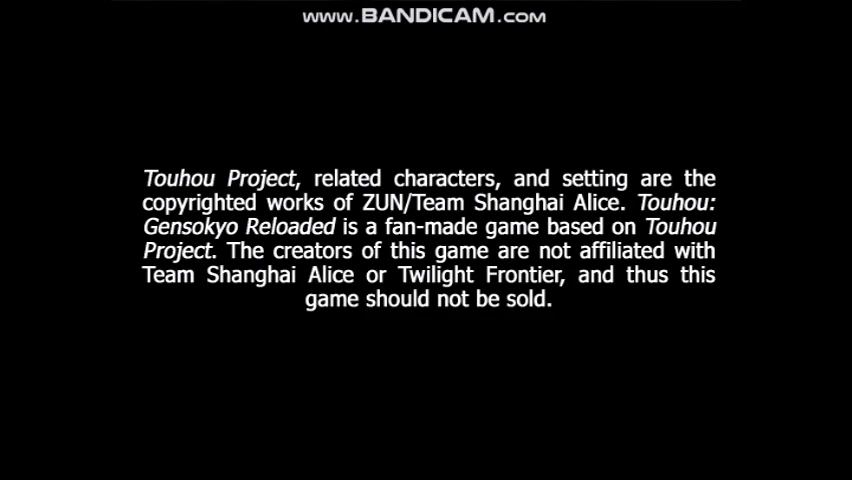 www.BANDICAM.com
Touhou Project, related characters, and setting are the
copyrighted works of ZUN/Team Shanghai Alice. Touhou:
Gensokyo Reloaded is a fan-made game based on Touhou
Project. The creators of this game are not affiliated with
Team Shanghai Alice or Twilight Frontier, and thus this
game should not be sold.